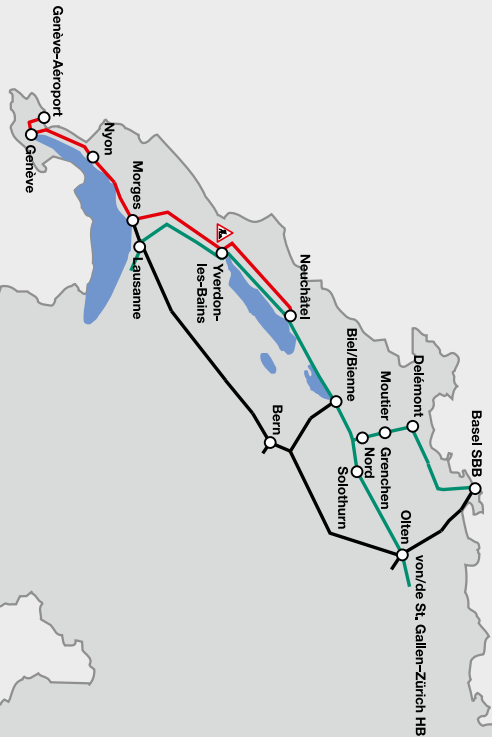 Genève–Aéroport
Genève
Nyon
Morges
Lausanne
Yverdon–
les–Bains
Neuchâtel
Biel/Bienne
Bern
Delémont
Moutier
Grenchen
Nord
Solothurn
Basel SBB
Olten
von/de St. Gallen–Zürich HB